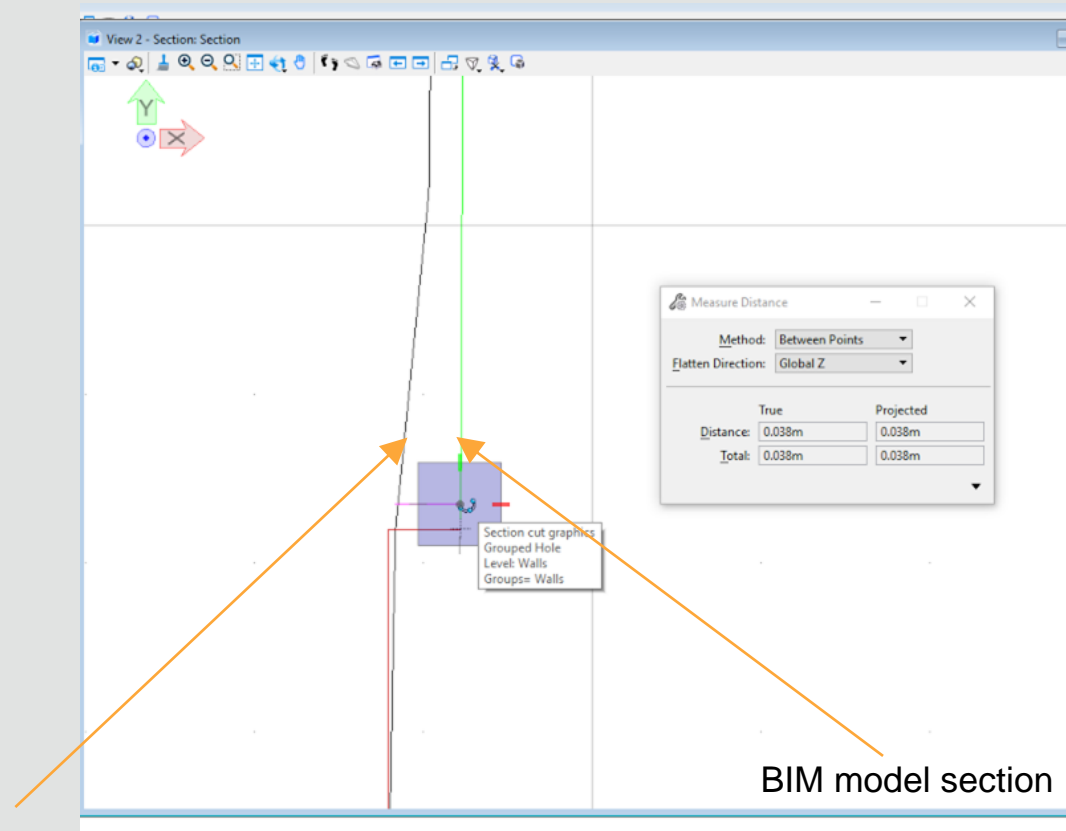 View 2 - Section: Section
Y
X
Measure Distance
Method: Between Points
Flatten Direction: Global Z
True Projected
Distance: 0.038m 0.038m
Total: 0.038m 0.038m
Section cut graphics
Grouped Hole
Level: Walls
Groups= Walls
BIM model section